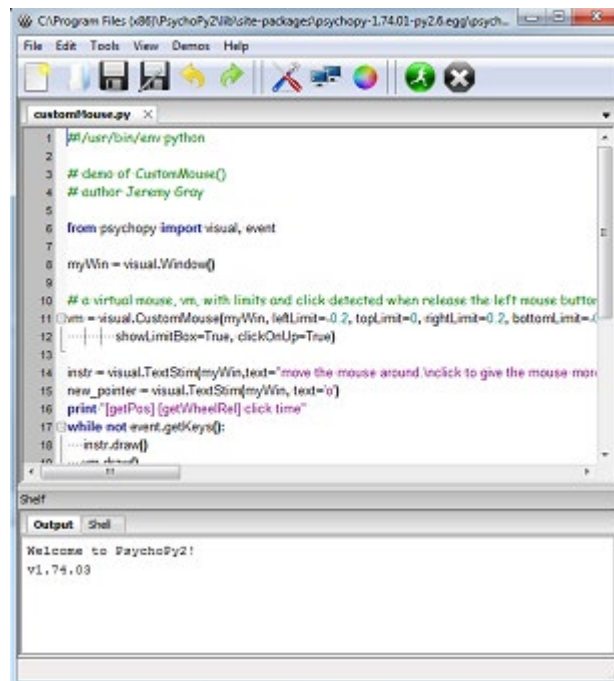 C:\Program Files (x86)\PsychoPy2\lib\site-packages\psychopy-1.74.01-py2.6.egg\psych...
File Edit Tools View Demos Help
customMouse.py
1 #!/usr/bin/env python
2
3 # demo of CustomMouse()
4 # author Jeremy Gray
5
6 from psychopy import visual, event
7
8 myWin = visual.Window()
9
10 # a virtual mouse, vm, with limits and click detected when release the left mouse button
11 vm = visual.CustomMouse(myWin, leftLimit=-0.2, topLimit=0, rightLimit=0.2, bottomLimit=-
12 showLimitBox=True, clickOnUp=True)
13
14 instr = visual.TextStim(myWin,text="move the mouse around.\nclick to give the mouse more
15 new_pointer = visual.TextStim(myWin, text='o')
16 print "[getPos] [getWheelRel] click time"
17 while not event.getKeys():
18 instr.draw()
19 vm.draw()
Shelf
Output Shell
Welcome to PsychoPy2!
v1.74.03